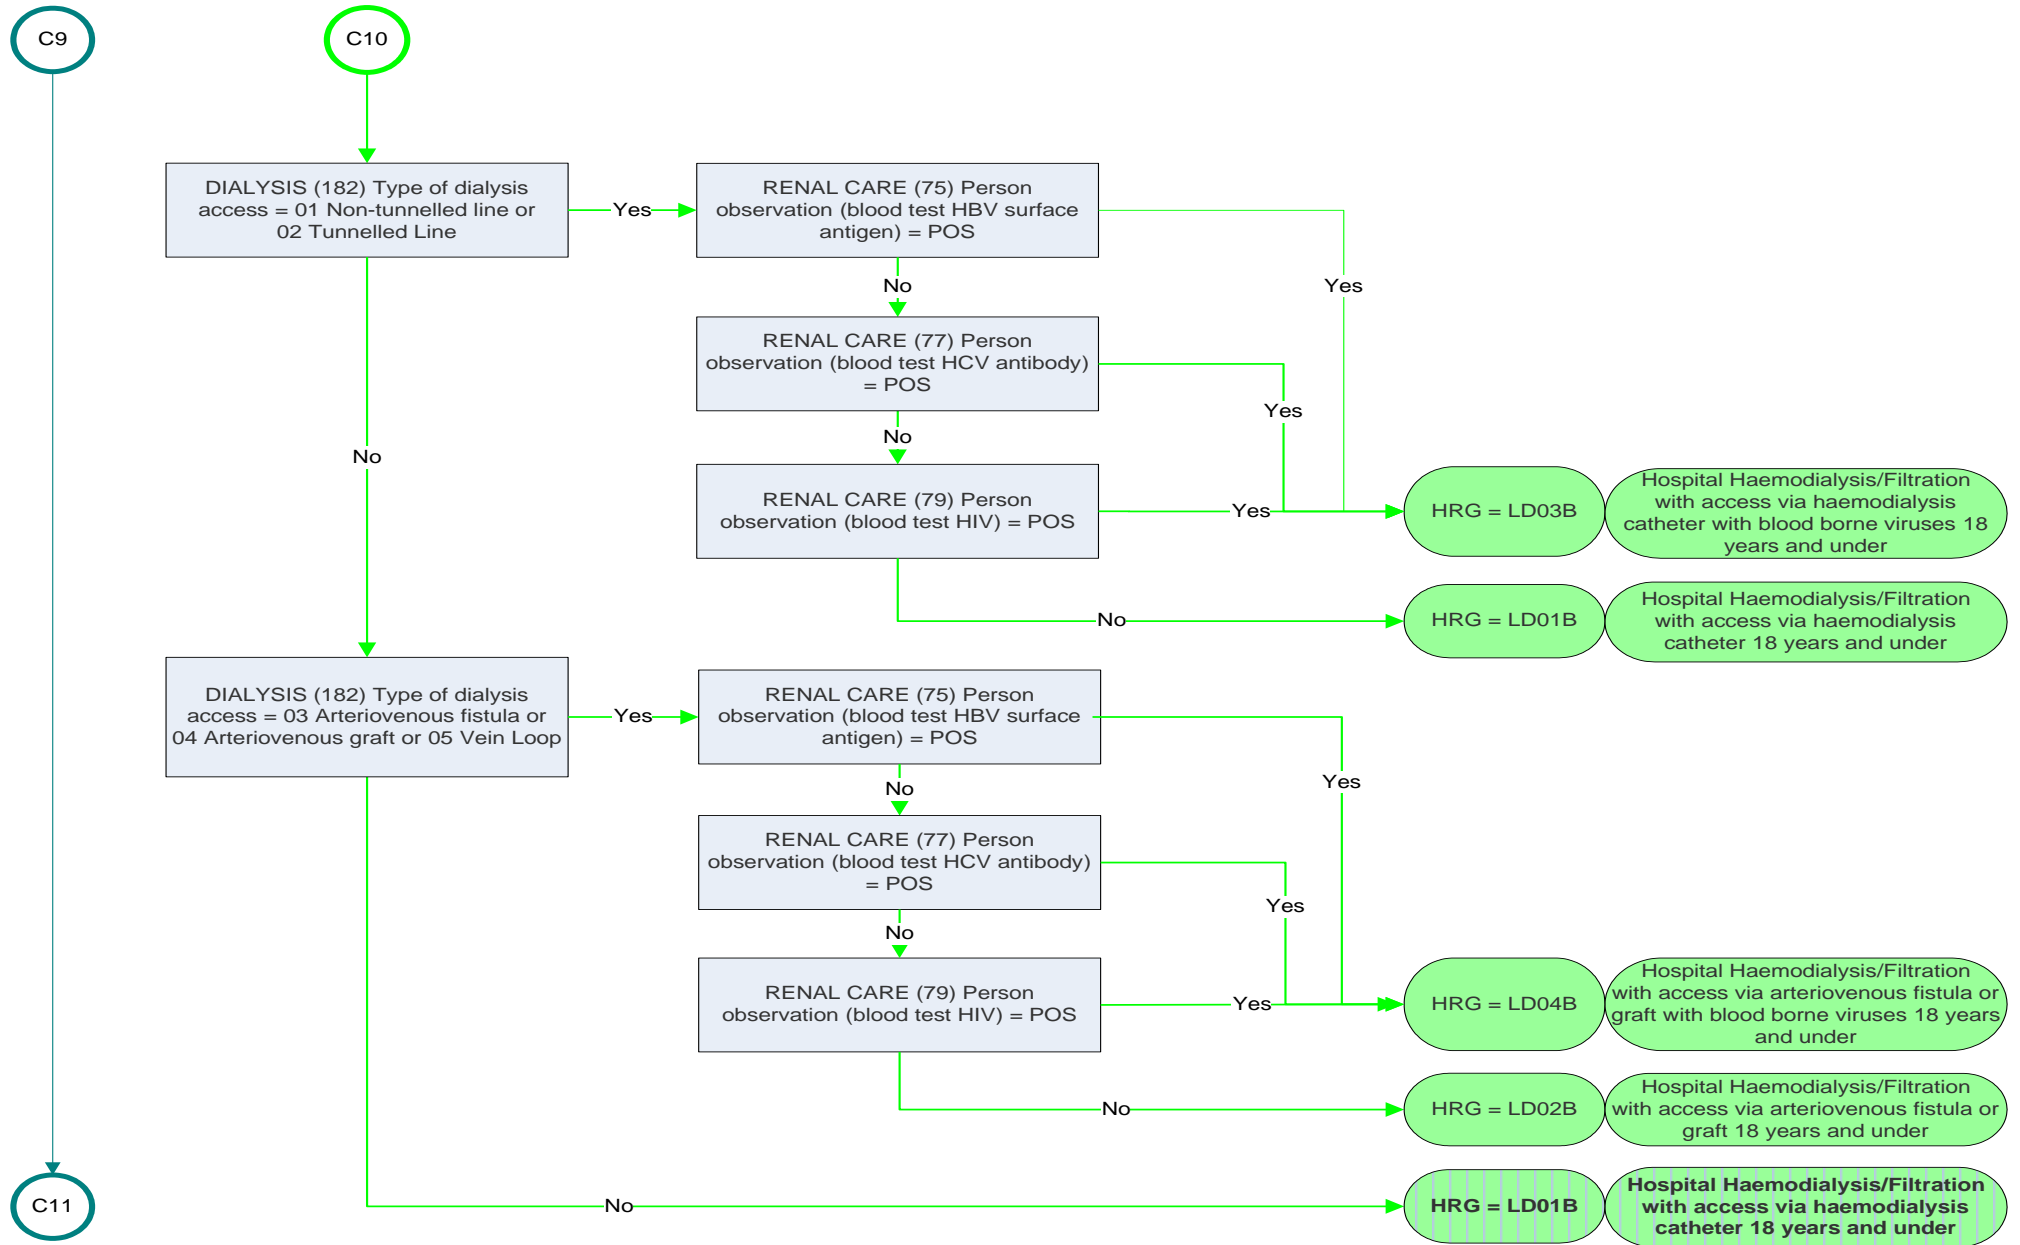 C9
C10
DIALYSIS (182) Type of dialysis
access = 01 Non-tunnelled line or
02 Tunnelled Line
Yes
RENAL CARE (75) Person
observation (blood test HBV surface
antigen) = POS
Yes
No
RENAL CARE (77) Person
observation (blood test HCV antibody)
= POS
Yes
No
No
RENAL CARE (79) Person
observation (blood test HIV) = POS
Yes
HRG = LD03B
Hospital Haemodialysis/Filtration
with access via haemodialysis
catheter with blood borne viruses 18
years and under
No
HRG = LD01B
Hospital Haemodialysis/Filtration
with access via haemodialysis
catheter 18 years and under
DIALYSIS (182) Type of dialysis
access = 03 Arteriovenous fistula or
04 Arteriovenous graft or 05 Vein Loop
Yes
RENAL CARE (75) Person
observation (blood test HBV surface
antigen) = POS
Yes
No
RENAL CARE (77) Person
observation (blood test HCV antibody)
= POS
Yes
No
RENAL CARE (79) Person
observation (blood test HIV) = POS
Yes
HRG = LD04B
Hospital Haemodialysis/Filtration
with access via arteriovenous fistula or
graft with blood borne viruses 18 years
and under
No
HRG = LD02B
Hospital Haemodialysis/Filtration
with access via arteriovenous fistula or
graft 18 years and under
C11
No
HRG = LD01B
Hospital Haemodialysis/Filtration
with access via haemodialysis
catheter 18 years and under